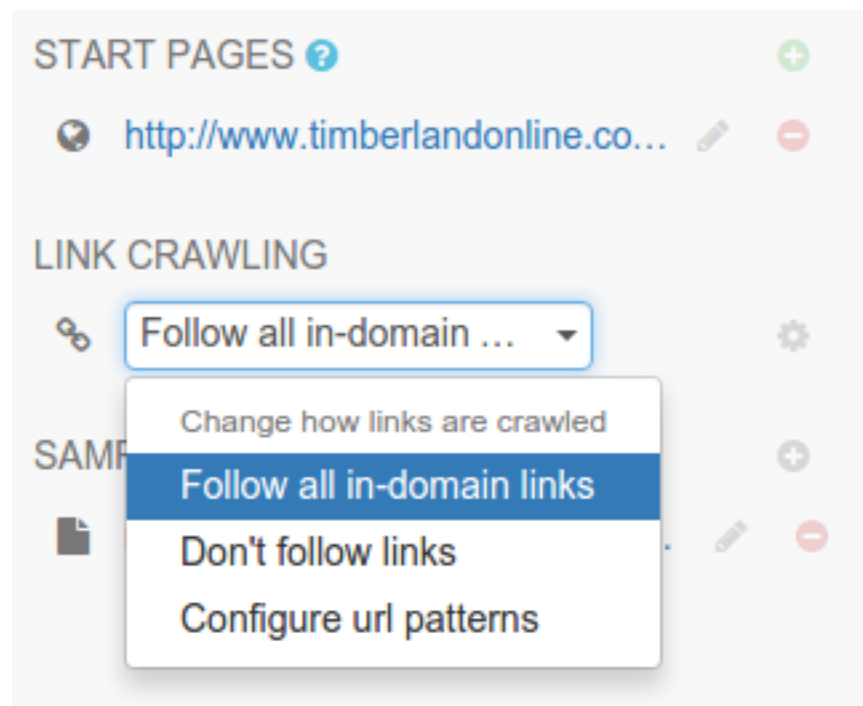 START PAGES ?
http://www.timberlandonline.co...
LINK CRAWLING
Follow all in-domain ...
Change how links are crawled
Follow all in-domain links
Don't follow links
Configure url patterns